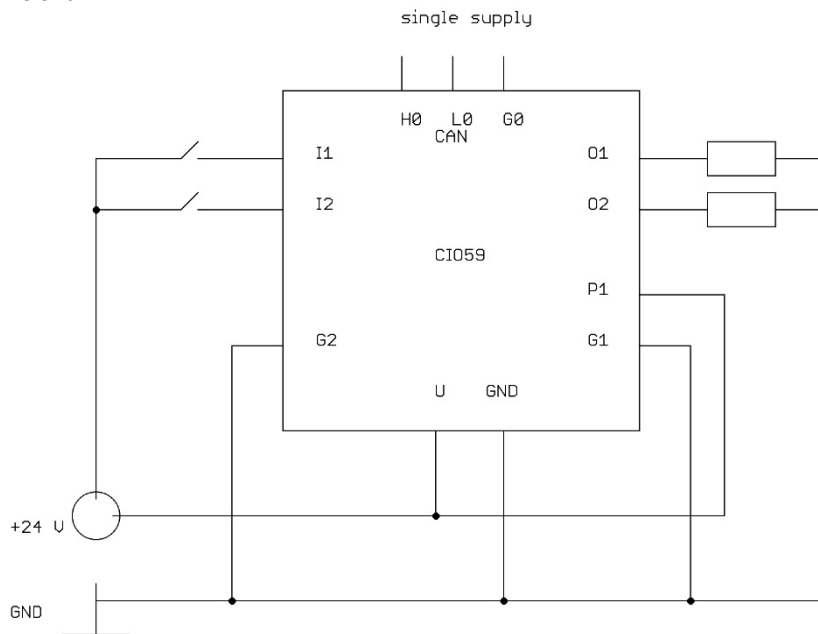 single supply
H0 L0 G0
CAN
I1
O1
I2
O2
CIO59
P1
G2
G1
U GND
+24 V
GND